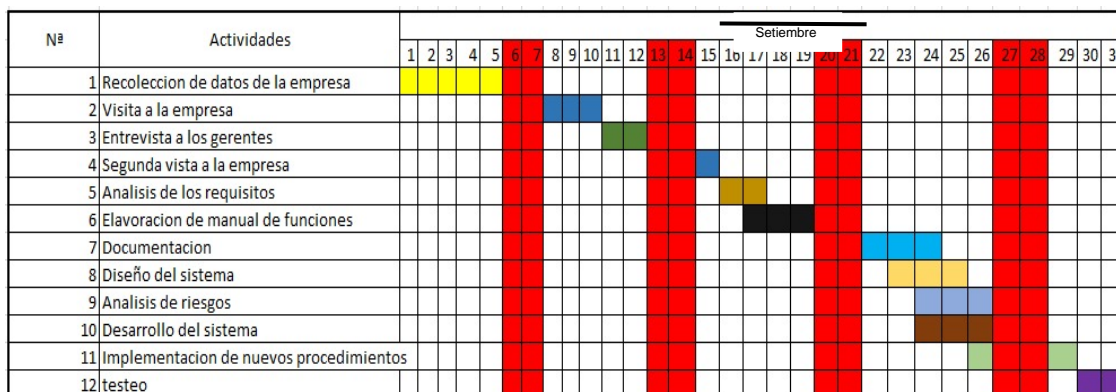 Setiembre
Nª Actividades
1 2 3 4 5 6 7 8 9 10 11 12 13 14 15 16 17 18 19 20 21 22 23 24 25 26 27 28 29 30
1 Recoleccion de datos de la empresa
2 Visita a la empresa
3 Entrevista a los gerentes
4 Segunda vista a la empresa
5 Analisis de los requisitos
6 Elavoracion de manual de funciones
7 Documentacion
8 Diseño del sistema
9 Analisis de riesgos
10 Desarrollo del sistema
11 Implementacion de nuevos procedimientos
12 testeo